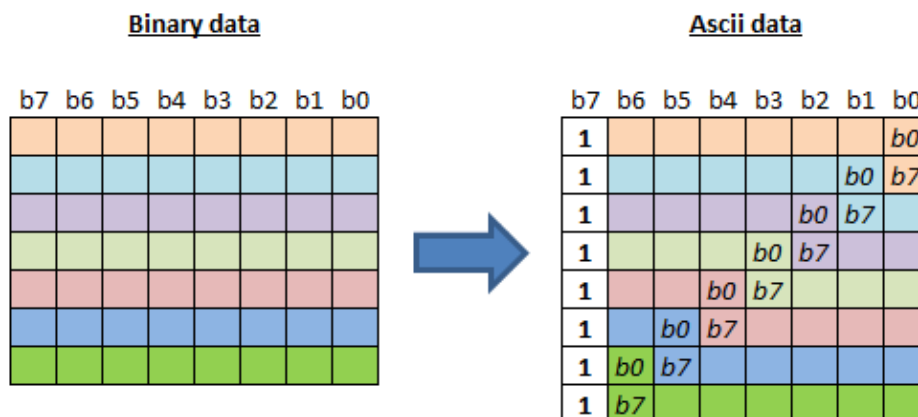 Binary data
Ascii data
b7 b6 b5 b4 b3 b2 b1 b0
b7 b6 b5 b4 b3 b2 b1 b0
1 b0
1 b0 b7
1 b0 b7
1 b0 b7
1 b0 b7
1 b0 b7
1 b0 b7
1 b7